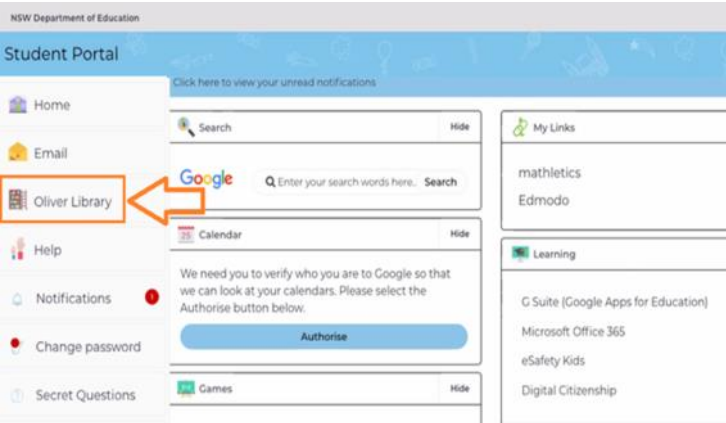 NSW Department of Education
Student Portal
Click here to view your unread notifications
Home
Email
Oliver Library
Help
Notifications
1
Change password
Secret Questions
Search
Hide
Google
Enter your search words here..
Search
25
Calendar
Hide
We need you to verify who you are to Google so that
we can look at your calendars. Please select the
Authorise button below.
Authorise
Games
Hide
My Links
mathletics
Edmodo
Learning
G Suite (Google Apps for Education)
Microsoft Office 365
eSafety Kids
Digital Citizenship